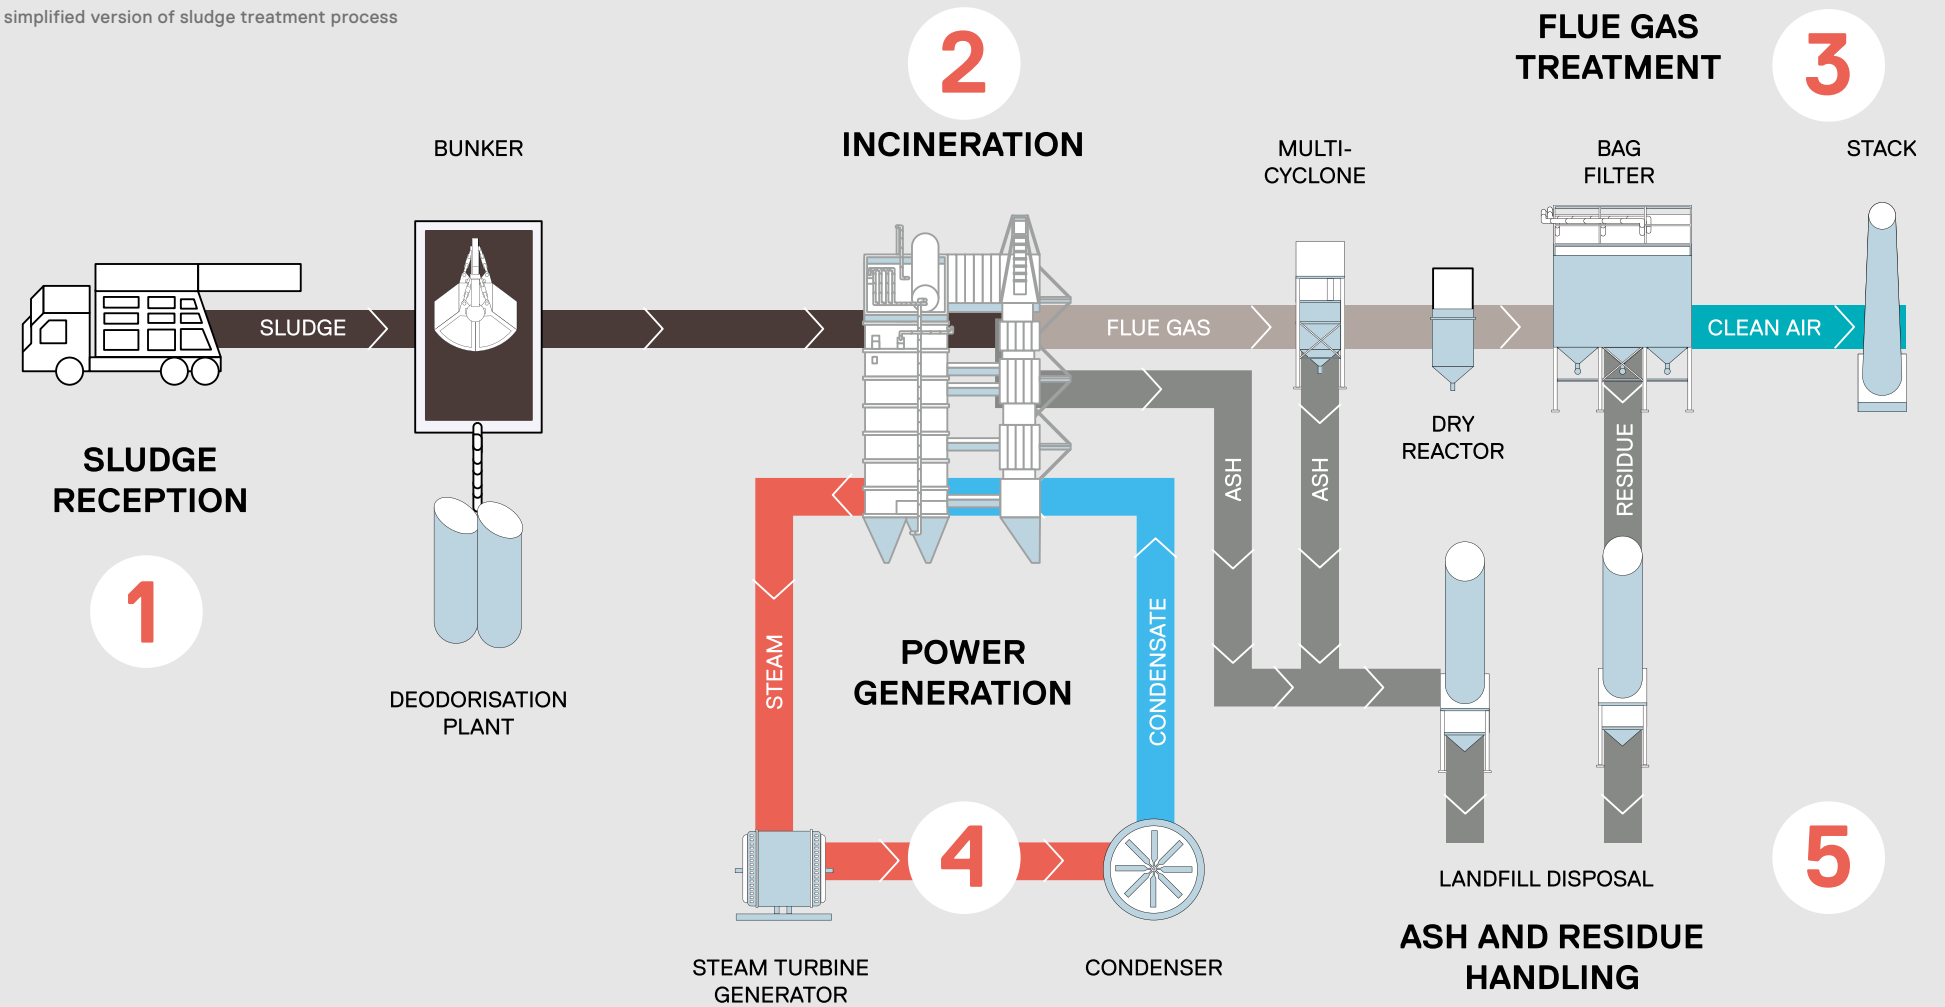 simplified version of sludge treatment process
2
INCINERATION
FLUE GAS
TREATMENT
3
BUNKER
MULTI-
CYCLONE
BAG
FILTER
STACK
SLUDGE
FLUE GAS
CLEAN AIR
DRY
REACTOR
SLUDGE
RECEPTION
1
ASH
ASH
RESIDUE
DEODORISATION
PLANT
STEAM
POWER
GENERATION
CONDENSATE
4
5
LANDFILL DISPOSAL
ASH AND RESIDUE
HANDLING
STEAM TURBINE
GENERATOR
CONDENSER